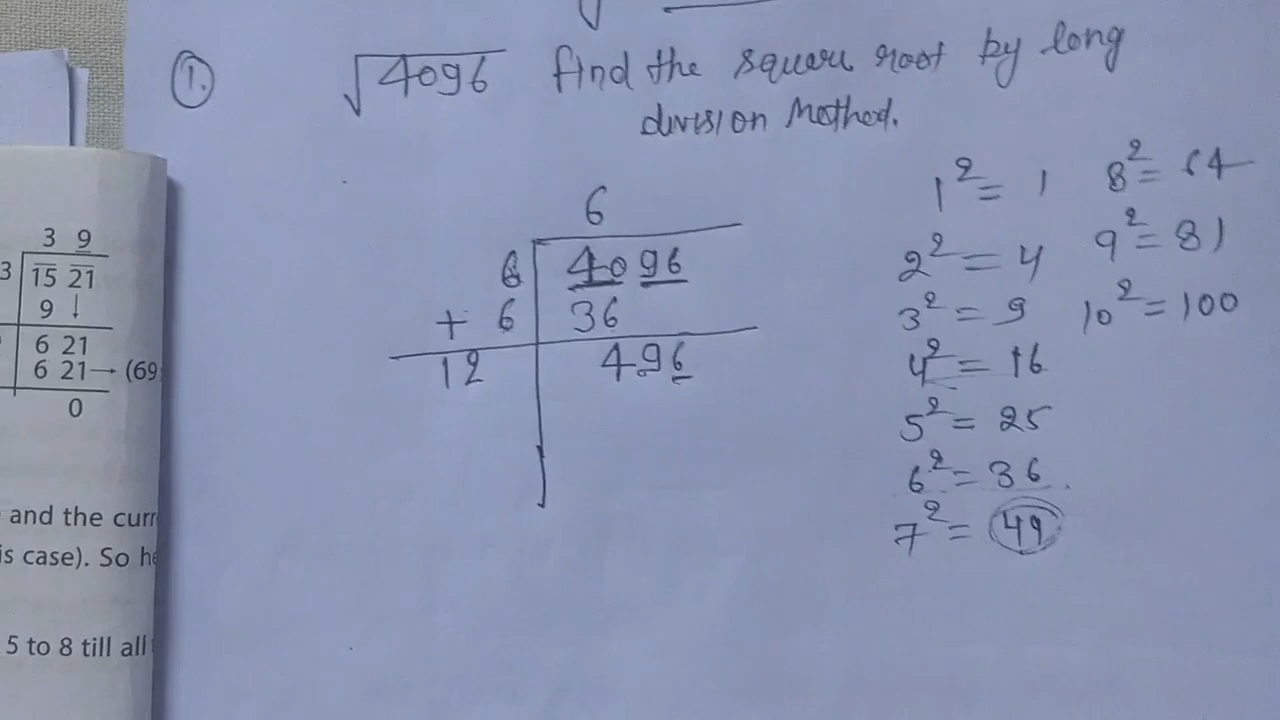 ①. √4096 find the square root by long
division Method.
6
6 40 96
+ 6 36
12 496
1² = 1
2² = 4
3² = 9
4² = 16
5² = 25
6² = 36
7² = 49
8² = 64
9² = 81
10² = 100
3 9
3 15 21
9 ↓
6 21
6 21 → (69
0
and the curr
is case). So he
5 to 8 till all